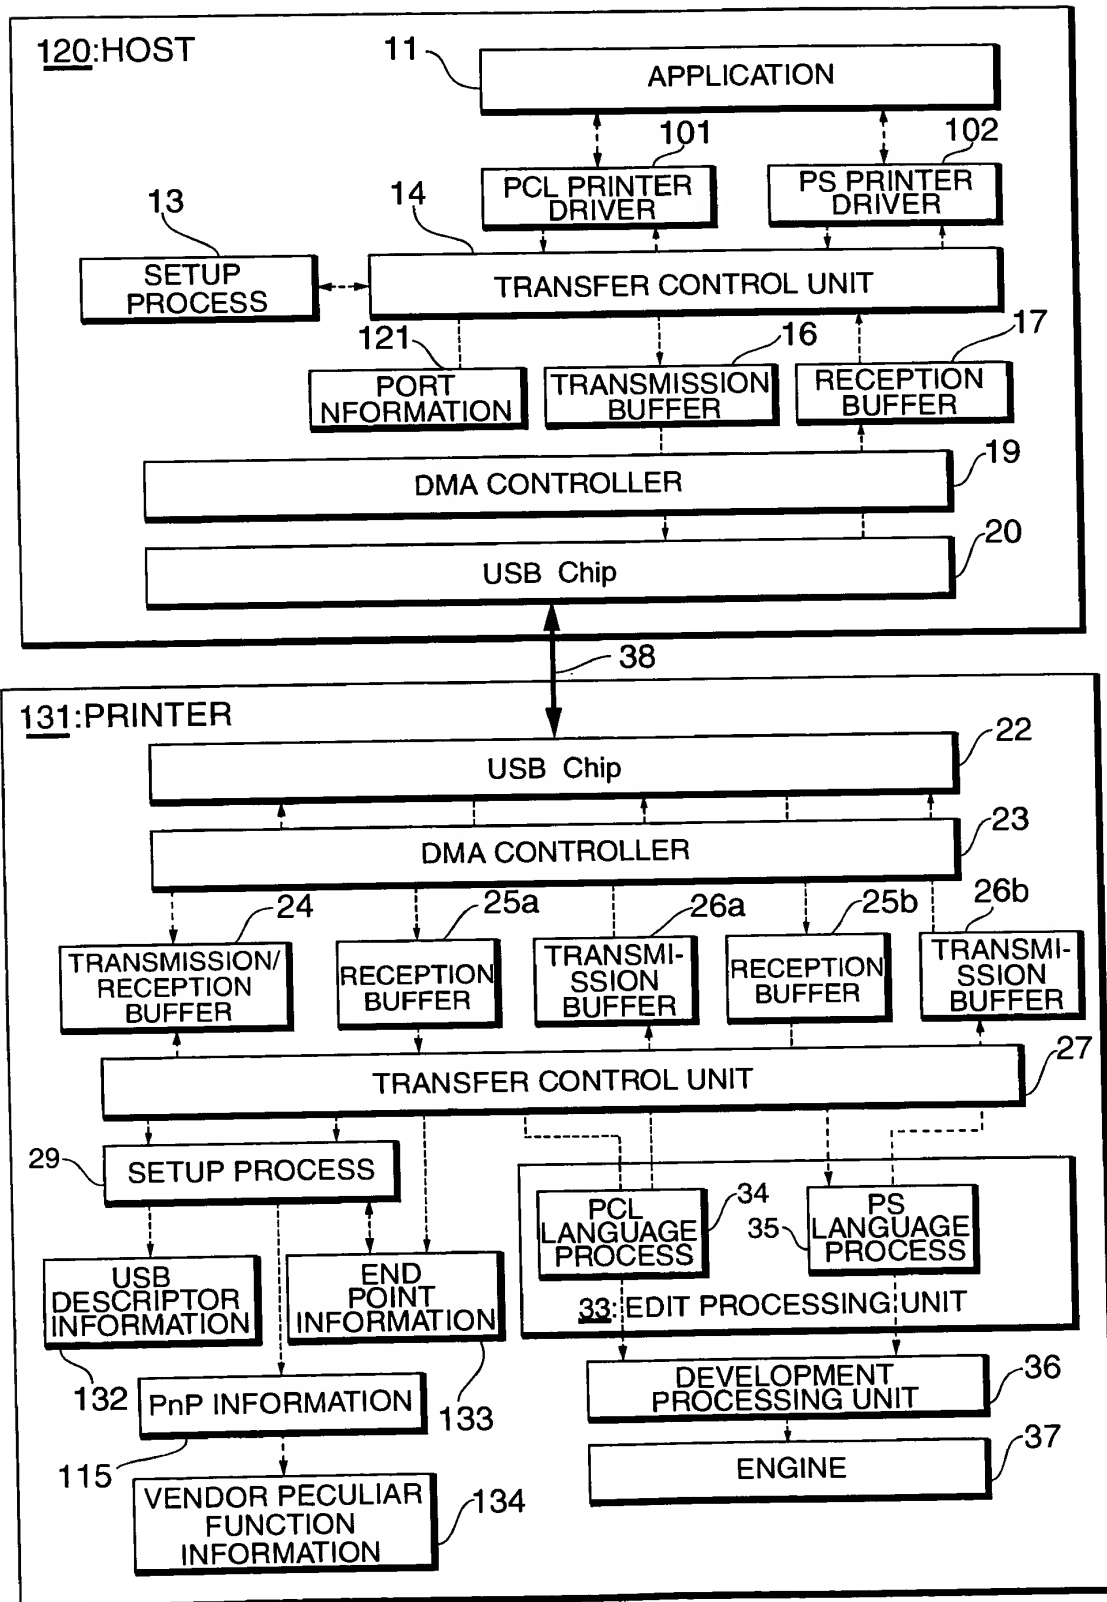 120:HOST
11
APPLICATION
101
102
PCL PRINTER
DRIVER
PS PRINTER
DRIVER
13
14
SETUP
PROCESS
TRANSFER CONTROL UNIT
121
16
17
PORT
NFORMATION
TRANSMISSION
BUFFER
RECEPTION
BUFFER
19
DMA CONTROLLER
20
USB Chip
38
131:PRINTER
22
USB Chip
23
DMA CONTROLLER
24
25a
26a
25b
26b
TRANSMISSION/
RECEPTION
BUFFER
RECEPTION
BUFFER
TRANSMI-
SSION
BUFFER
RECEPTION
BUFFER
TRANSMI-
SSION
BUFFER
27
TRANSFER CONTROL UNIT
29
SETUP PROCESS
34
PCL
LANGUAGE
PROCESS
35
PS
LANGUAGE
PROCESS
USB
DESCRIPTOR
INFORMATION
END
POINT
INFORMATION
33: EDIT PROCESSING UNIT
132
133
DEVELOPMENT
PROCESSING UNIT
36
PnP INFORMATION
115
ENGINE
37
VENDOR PECULIAR
FUNCTION
INFORMATION
134